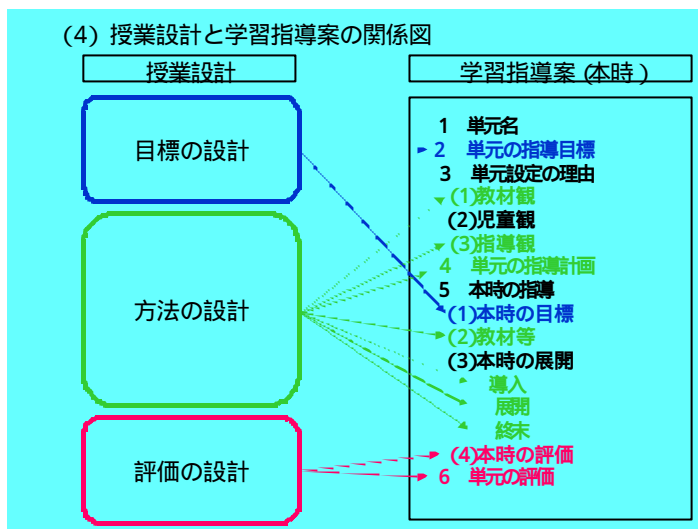 (4) 授業設計と学習指導案の関係図
授業設計
学習指導案 (本時)
目標の設計
方法の設計
評価の設計
1 単元名
2 単元の指導目標
3 単元設定の理由
(1)教材観
(2)児童観
(3)指導観
4 単元の指導計画
5 本時の指導
(1)本時の目標
(2)教材等
(3)本時の展開
導入
展開
終末
(4)本時の評価
6 単元の評価